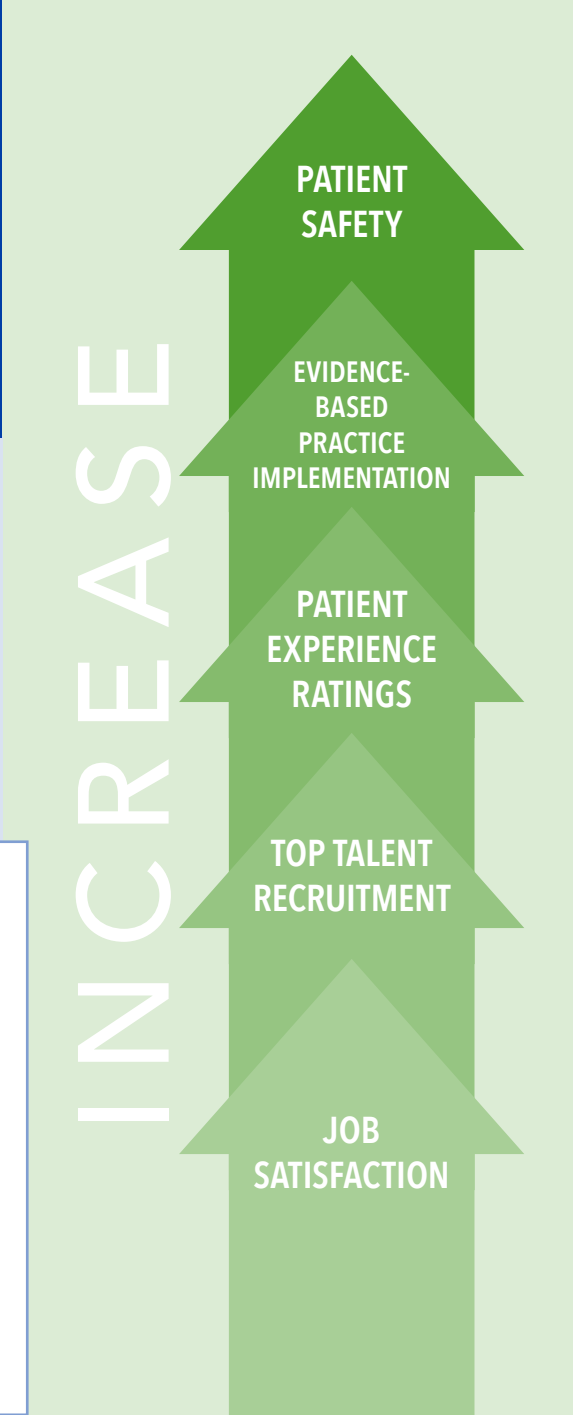 INCREASE
PATIENT
SAFETY
EVIDENCE-
BASED
PRACTICE
IMPLEMENTATION
PATIENT
EXPERIENCE
RATINGS
TOP TALENT
RECRUITMENT
JOB
SATISFACTION